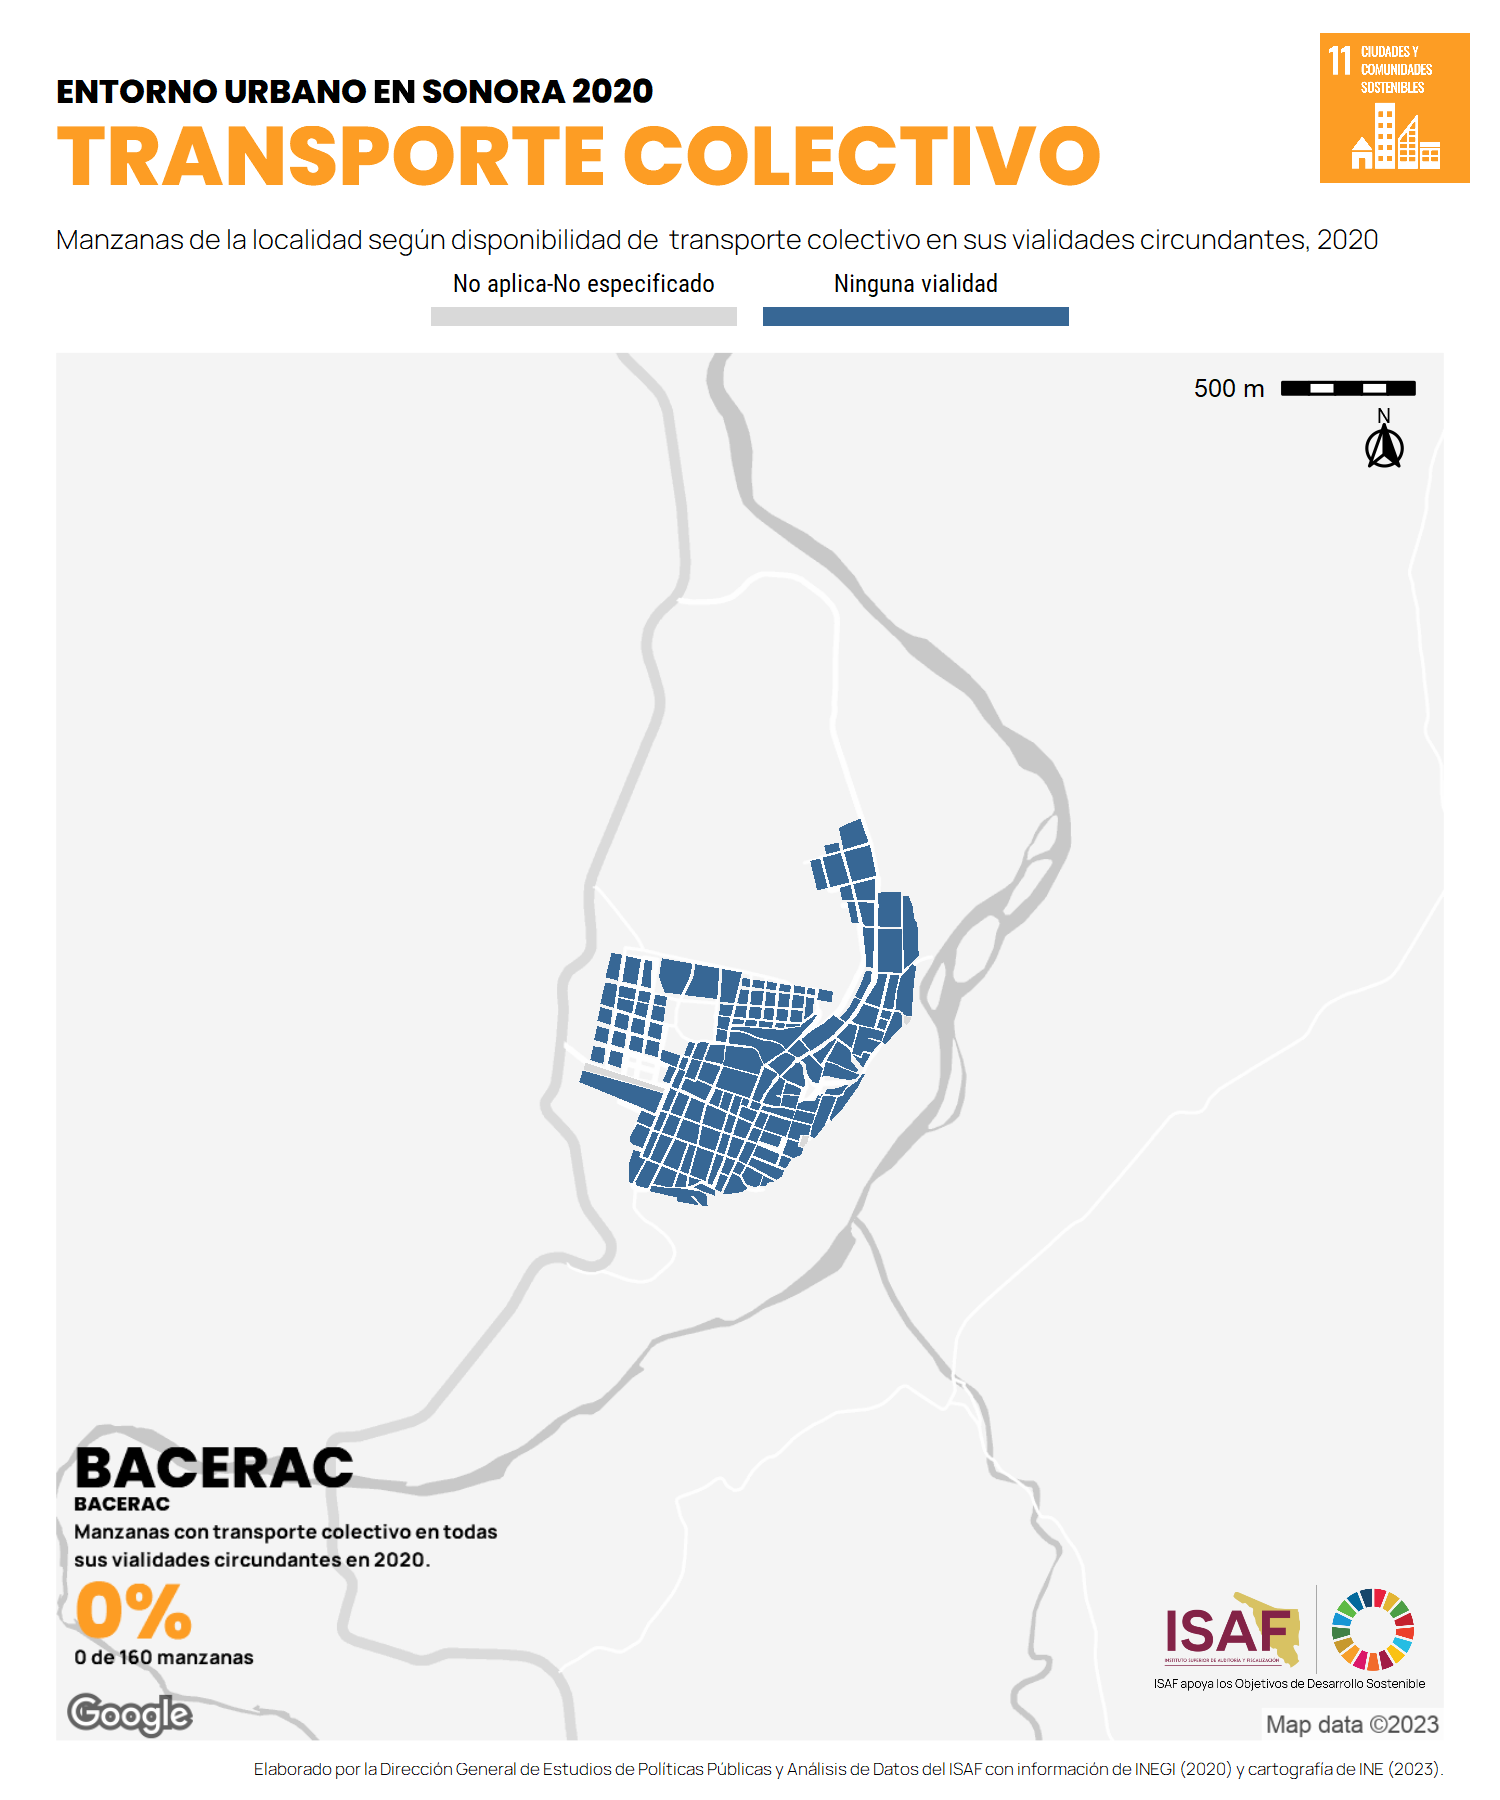 ENTORNO URBANO EN SONORA 2020
TRANSPORTE COLECTIVO
11 CIUDADES Y
COMUNIDADES
SOSTENIBLES
Manzanas de la localidad según disponibilidad de transporte colectivo en sus vialidades circundantes, 2020
No aplica-No especificado
Ninguna vialidad
500 m
N
BACERAC
BACERAC
Manzanas con transporte colectivo en todas
sus vialidades circundantes en 2020.
0%
0 de 160 manzanas
Google
ISAF
INSTITUTO SUPERIOR DE AUDITORÍA Y FISCALIZACIÓN
ISAF apoya los Objetivos de Desarrollo Sostenible
Map data ©2023
Elaborado por la Dirección General de Estudios de Políticas Públicas y Análisis de Datos del ISAF con información de INEGI (2020) y cartografía de INE (2023).